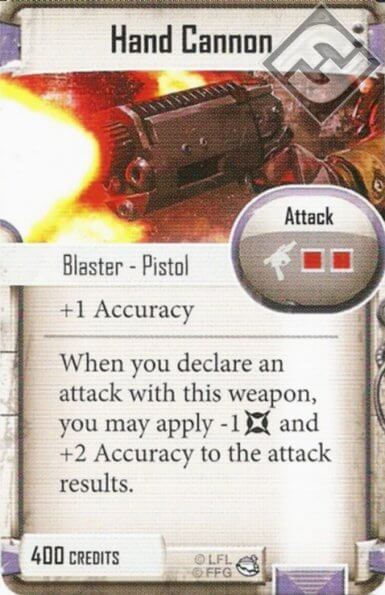 Hand Cannon
Attack
Blaster - Pistol
+1 Accuracy
When you declare an
attack with this weapon,
you may apply -1 and
+2 Accuracy to the attack
results.
400 CREDITS
© LFL
© FFG